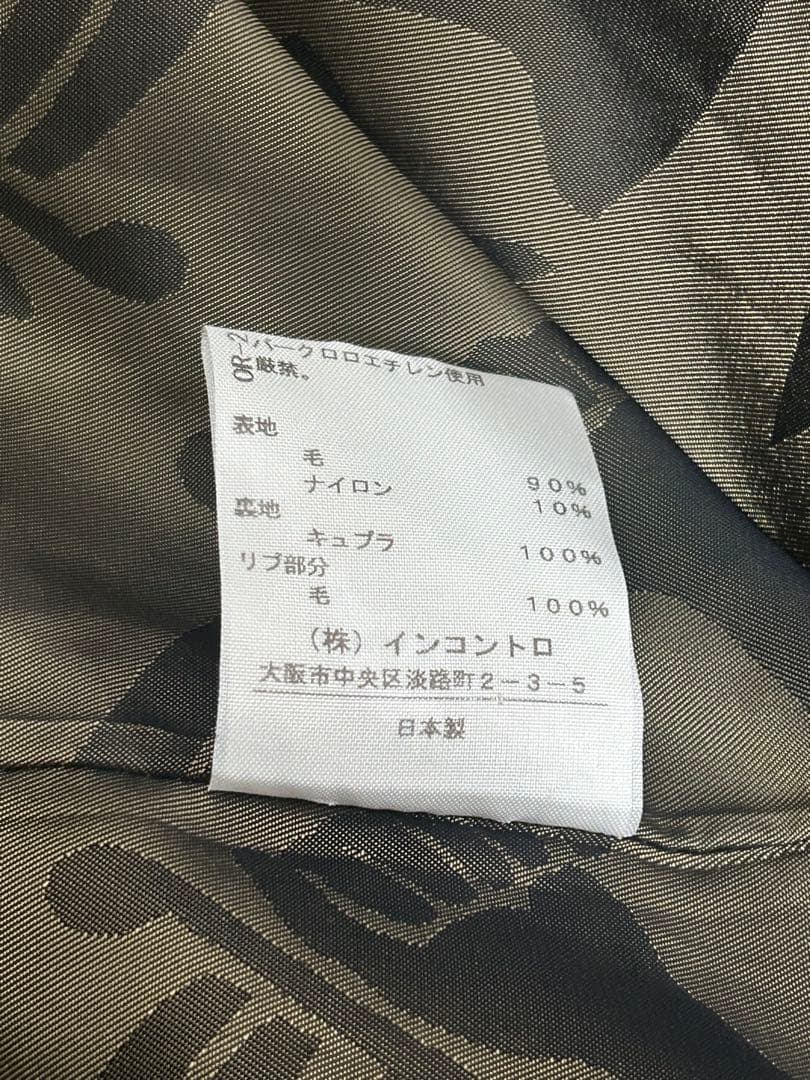 パークロロエチレン使用
厳禁。
表地
毛 90%
ナイロン 10%
裏地
キュプラ 100%
リブ部分
毛 100%
(株)インコントロ
大阪市中央区淡路町2-3-5
日本製